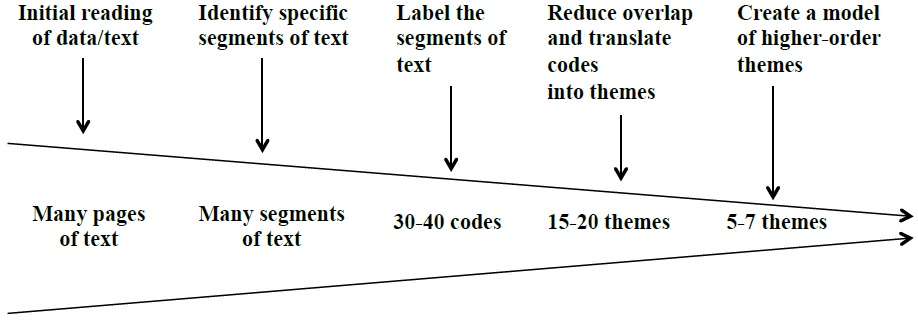 Initial reading
of data/text
Identify specific
segments of text
Label the
segments of
text
Reduce overlap
and translate
codes
into themes
Create a model
of higher-order
themes
Many pages
of text
Many segments
of text
30-40 codes
15-20 themes
5-7 themes